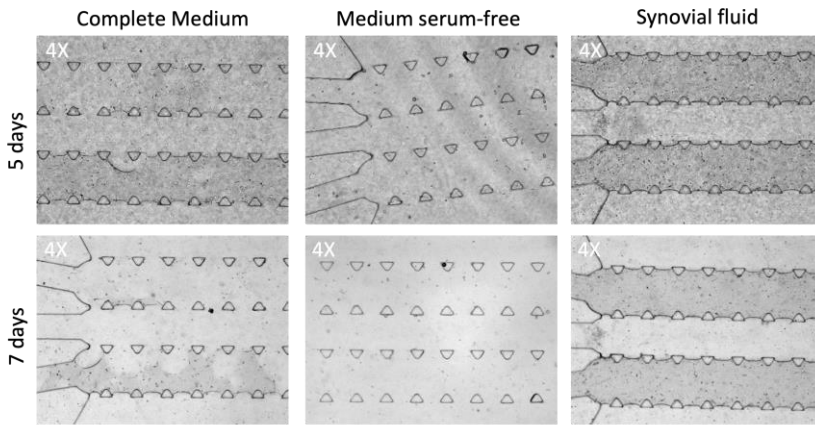 Complete Medium
Medium serum-free
Synovial fluid
5 days
4X
4X
4X
7 days
4X
4X
4X